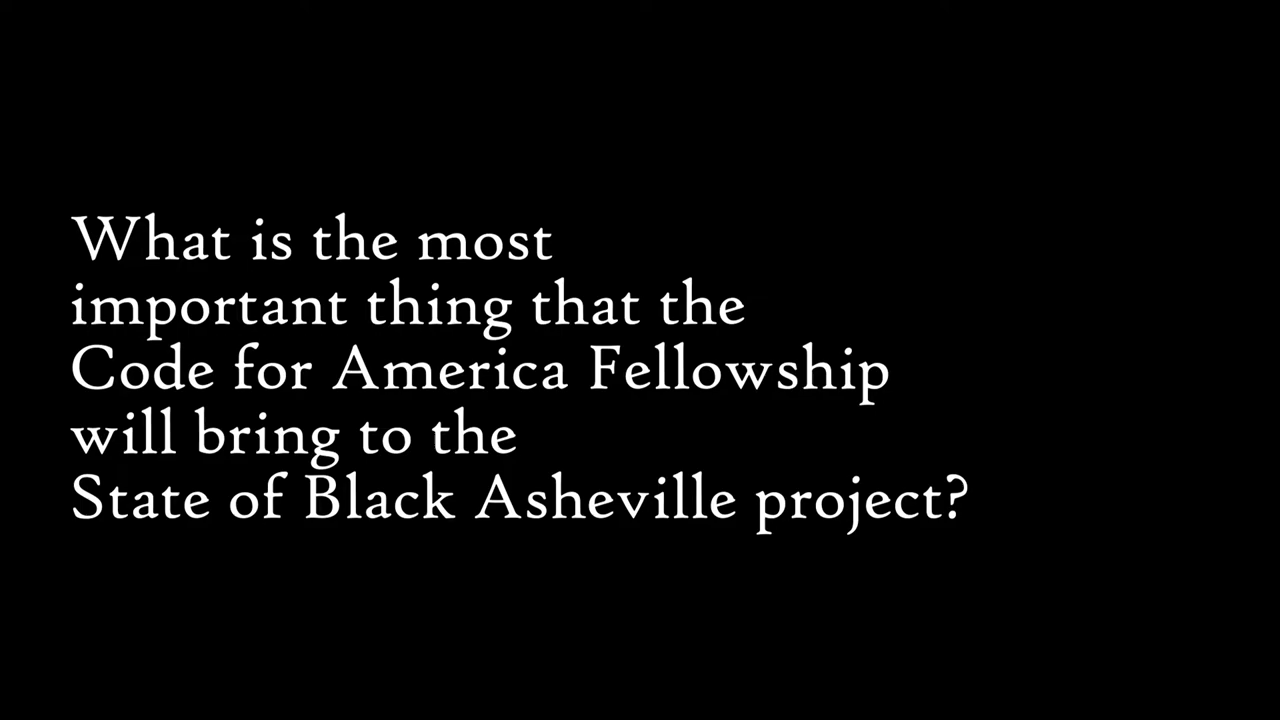 What is the most
important thing that the
Code for America Fellowship
will bring to the
State of Black Asheville project?